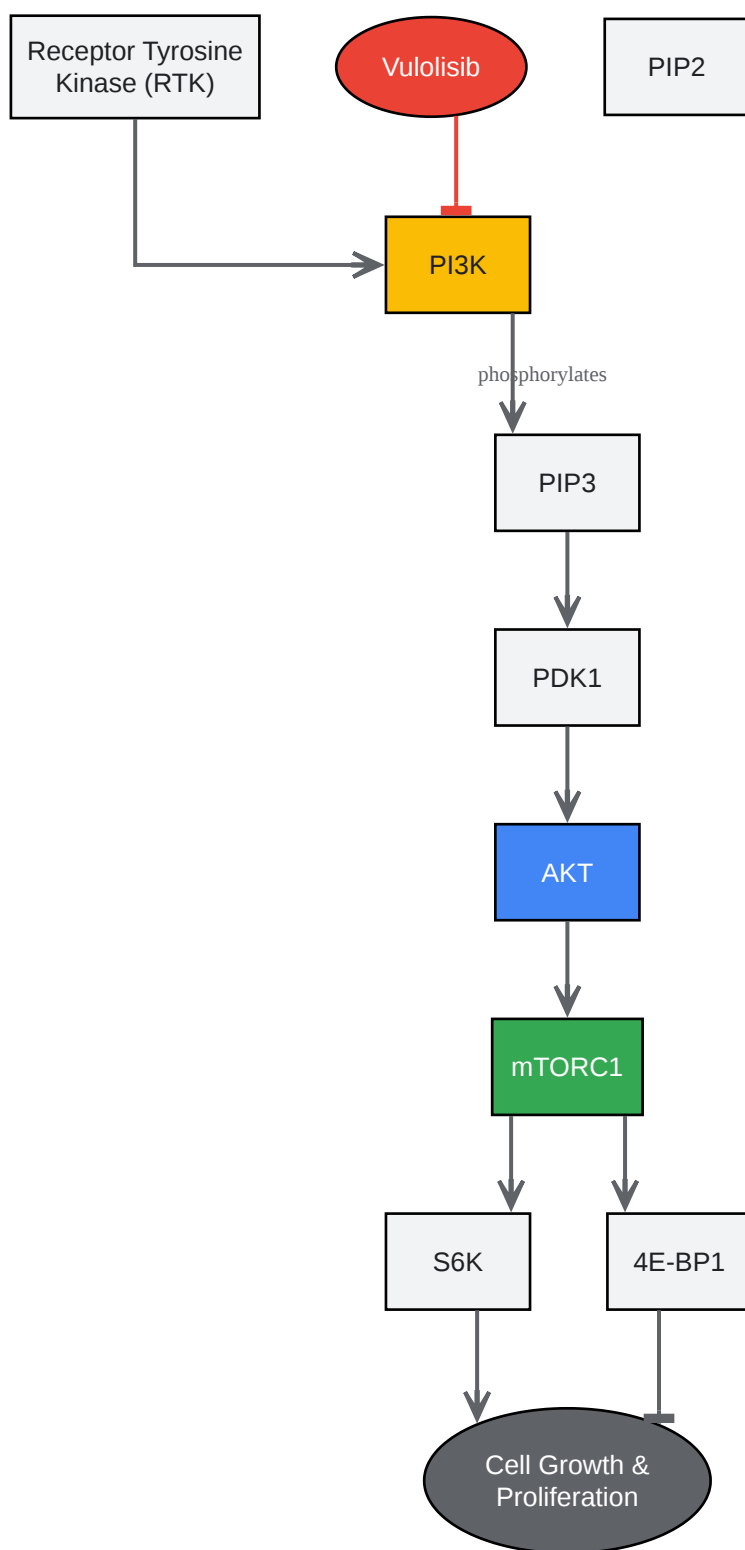 Receptor Tyrosine
Kinase (RTK)
Vulolisib
PIP2
PI3K
phosphorylates
PIP3
PDK1
AKT
mTORC1
S6K
4E-BP1
Cell Growth &
Proliferation